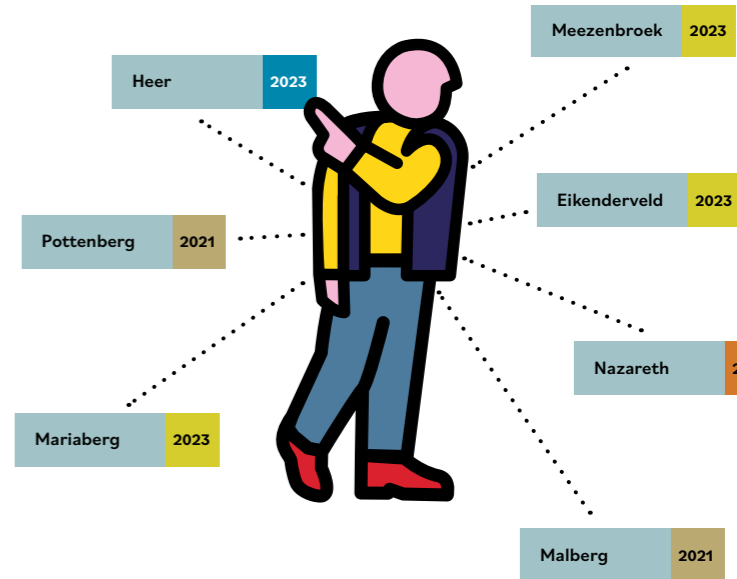 Meezenbroek 2023
Heer 2023
Eikenderveld 2023
Pottenberg 2021
Nazareth
Mariaberg 2023
Malberg 2021